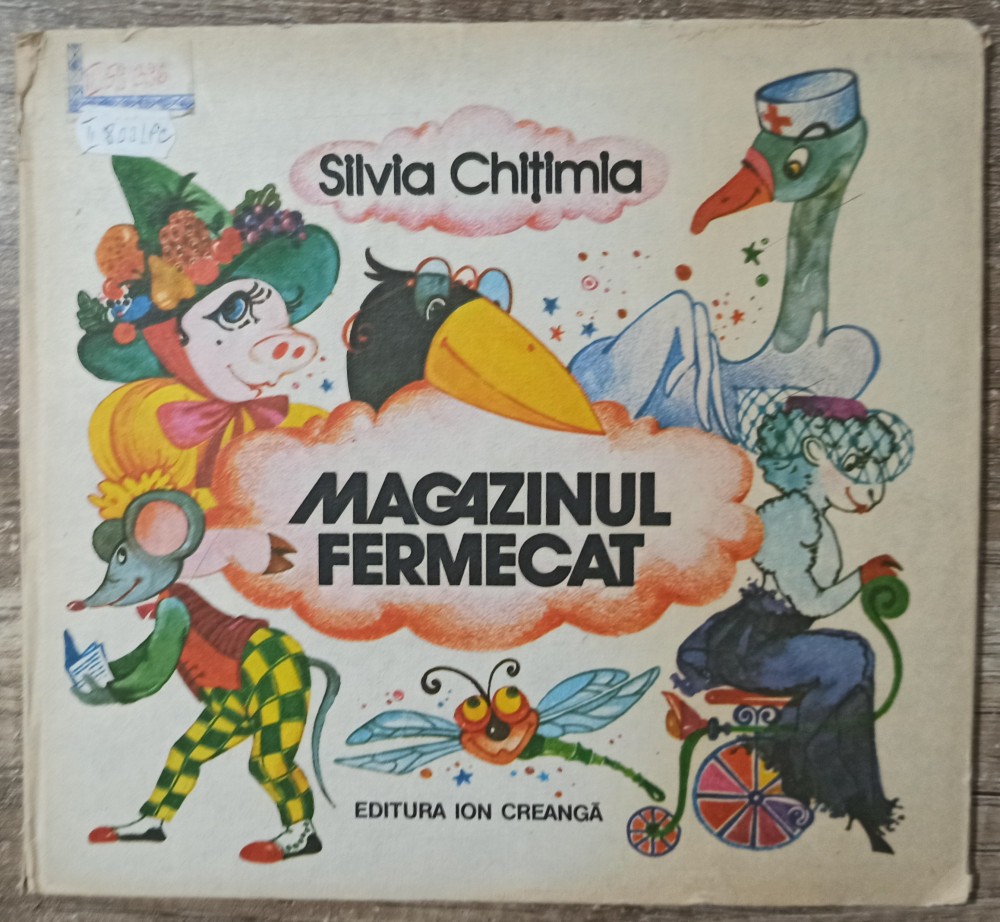 Silvia Chițimia
MAGAZINUL
FERMECAT
EDITURA ION CREANGĂ